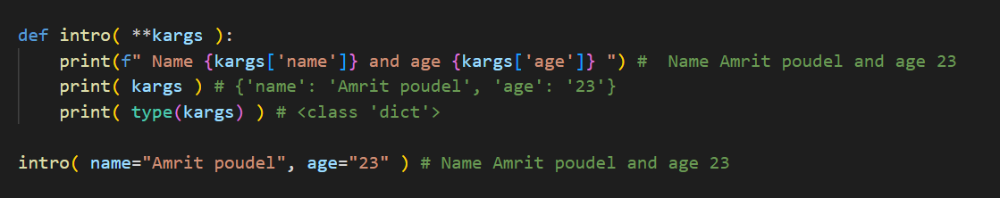 def intro( **kargs ):
    print(f" Name {kargs['name']} and age {kargs['age']} ") #  Name Amrit poudel and age 23
    print( kargs ) # {'name': 'Amrit poudel', 'age': '23'}
    print( type(kargs) ) # <class 'dict'>
intro( name="Amrit poudel", age="23" ) # Name Amrit poudel and age 23